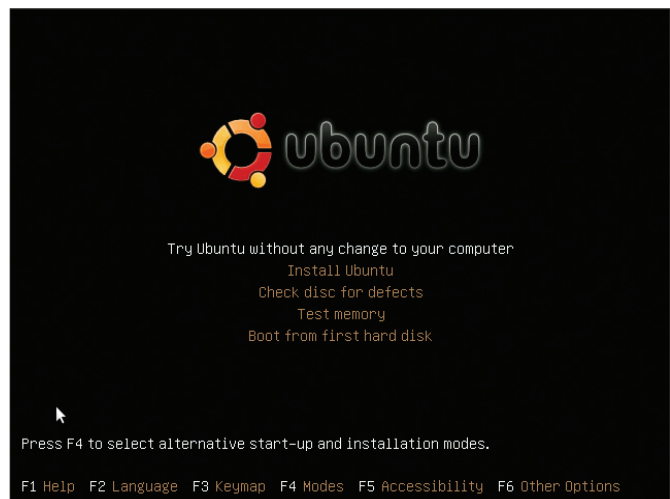 ubuntu
Try Ubuntu without any change to your computer
Install Ubuntu
Check disc for defects
Test memory
Boot from first hard disk
Press F4 to select alternative start-up and installation modes.
F1 Help F2 Language F3 Keymap F4 Modes F5 Accessibility F6 Other Options